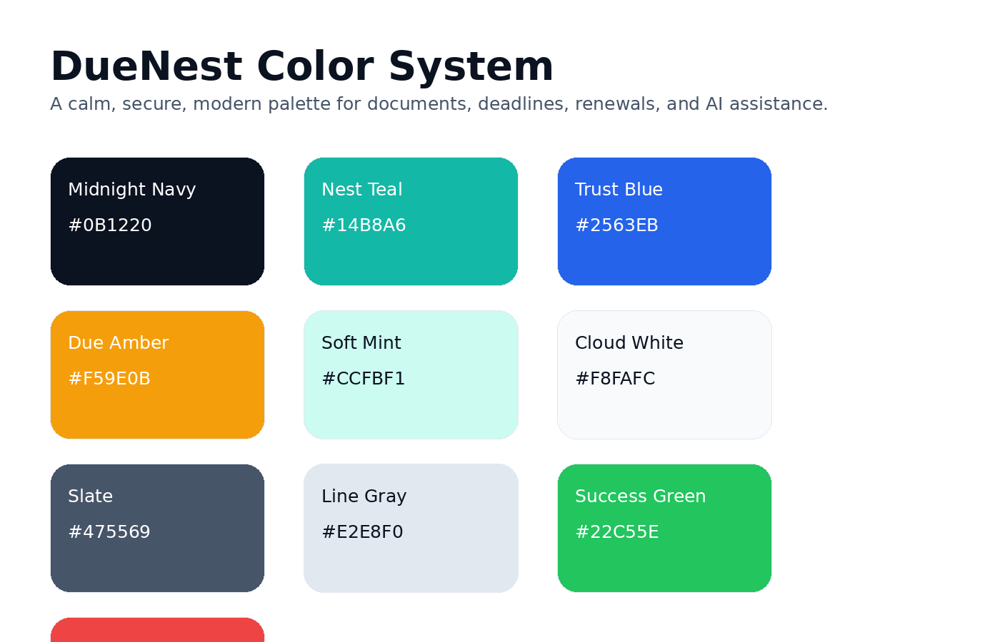 DueNest Color System
A calm, secure, modern palette for documents, deadlines, renewals, and AI assistance.
Midnight Navy
#0B1220
Nest Teal
#14B8A6
Trust Blue
#2563EB
Due Amber
#F59E0B
Soft Mint
#CCFBF1
Cloud White
#F8FAFC
Slate
#475569
Line Gray
#E2E8F0
Success Green
#22C55E